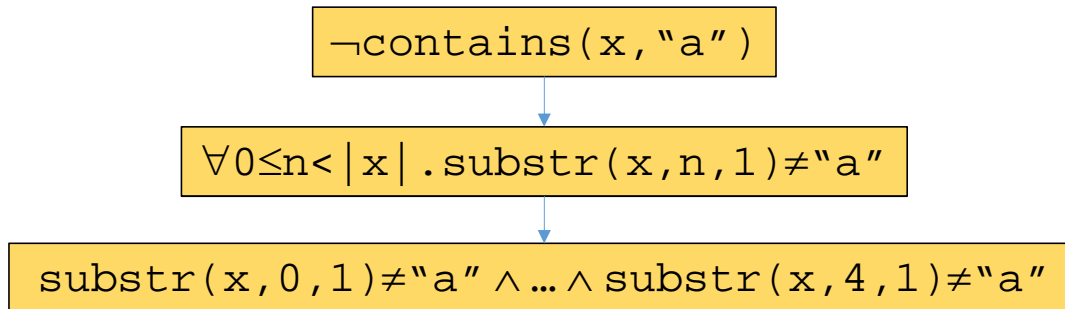 ¬contains(x,“a”)
∀0≤n<|x|.substr(x,n,1)≠“a”
substr(x,0,1)≠“a” ∧ … ∧ substr(x,4,1)≠“a”